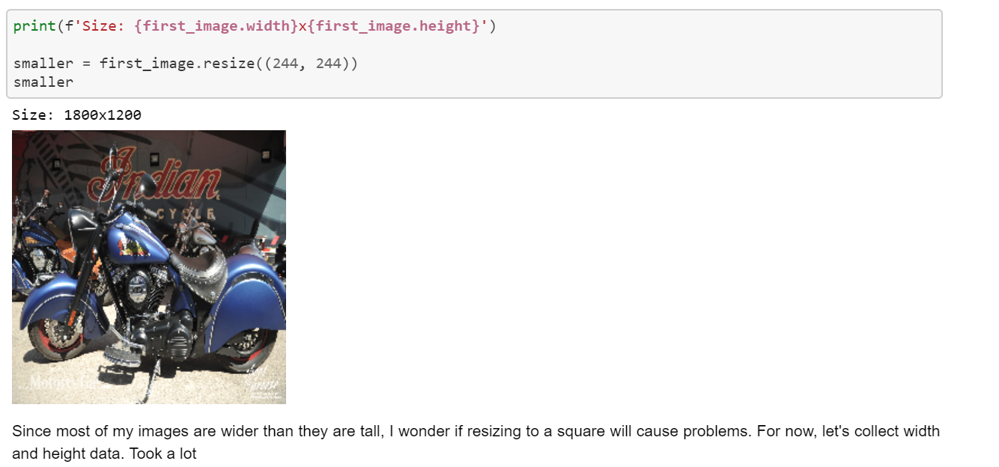 print(f'Size: {first_image.width}x{first_image.height}')
smaller = first_image.resize((244, 244))
smaller
Size: 1800x1200
Indian
CYCLE
Since most of my images are wider than they are tall, I wonder if resizing to a square will cause problems. For now, let's collect width
and height data. Took a lot